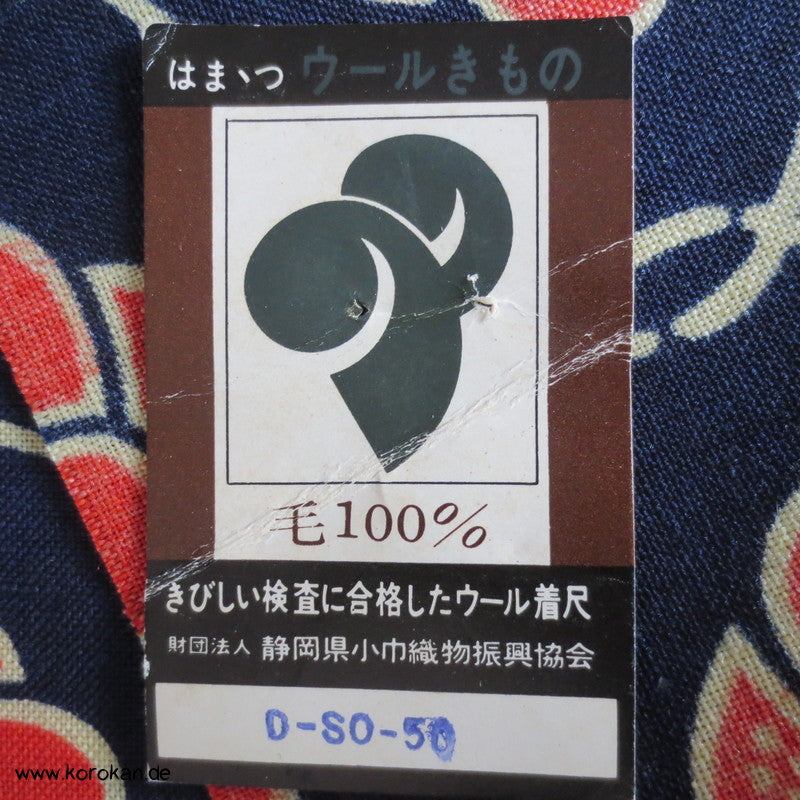 はまヽつ ウールきもの
毛100%
きびしい検査に合格したウール着尺
財団法人 静岡県小巾織物振興協会
D-SO-50
www.korokan.de